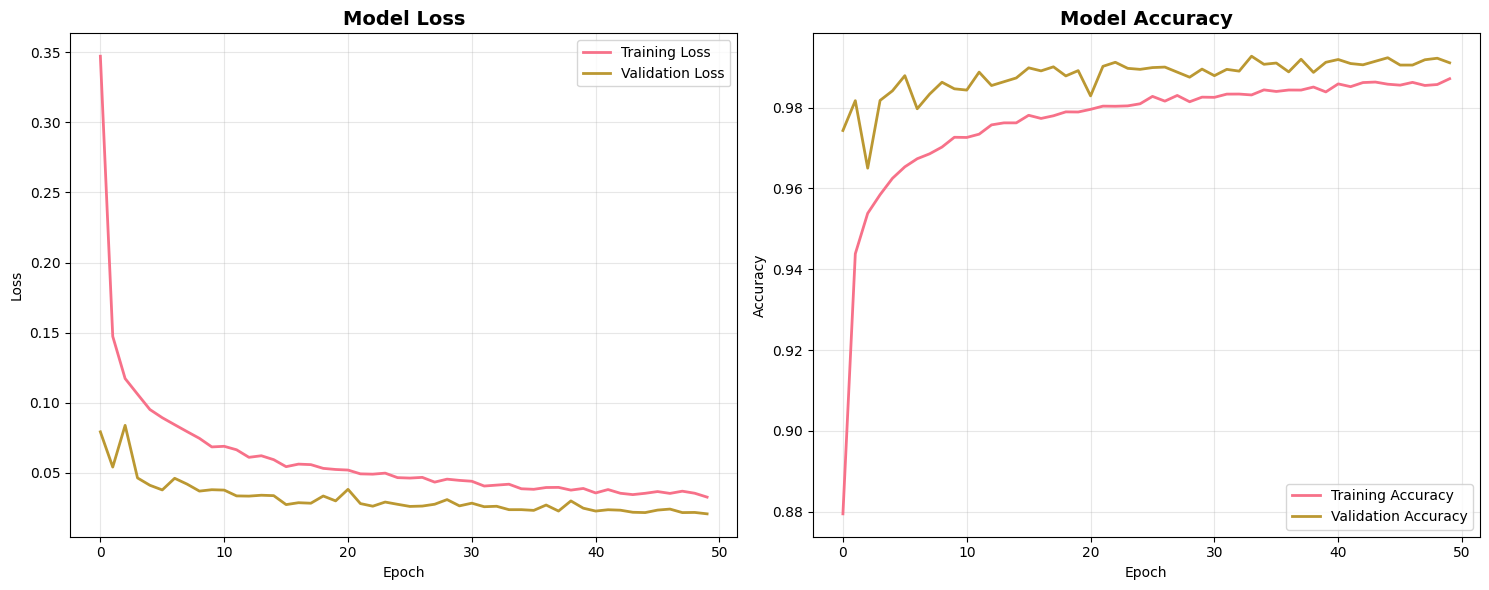 Model Loss
Loss
0.35
0.30
0.25
0.20
0.15
0.10
0.05
0 10 20 30 40 50
Epoch
Training Loss
Validation Loss
Model Accuracy
Accuracy
0.98
0.96
0.94
0.92
0.90
0.88
0 10 20 30 40 50
Epoch
Training Accuracy
Validation Accuracy